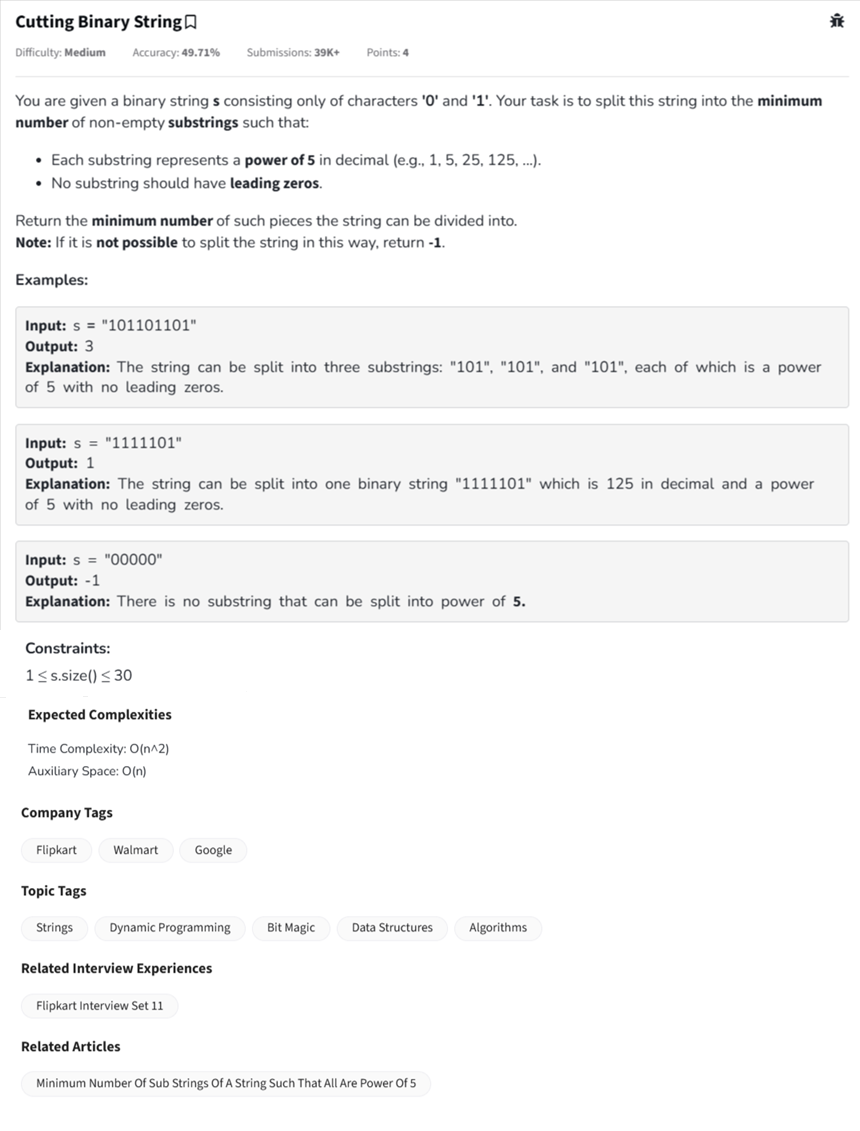 Cutting Binary String
Difficulty: Medium Accuracy: 49.71% Submissions: 39K+ Points: 4
You are given a binary string s consisting only of characters '0' and '1'. Your task is to split this string into the minimum
number of non-empty substrings such that:
• Each substring represents a power of 5 in decimal (e.g., 1, 5, 25, 125, ...).
• No substring should have leading zeros.
Return the minimum number of such pieces the string can be divided into.
Note: If it is not possible to split the string in this way, return -1.
Examples:
Input: s = "101101101"
Output: 3
Explanation: The string can be split into three substrings: "101", "101", and "101", each of which is a power
of 5 with no leading zeros.
Input: s = "1111101"
Output: 1
Explanation: The string can be split into one binary string "1111101" which is 125 in decimal and a power
of 5 with no leading zeros.
Input: s = "00000"
Output: -1
Explanation: There is no substring that can be split into power of 5.
Constraints:
1 ≤ s.size() ≤ 30
Expected Complexities
Time Complexity: O(n^2)
Auxiliary Space: O(n)
Company Tags
Flipkart Walmart Google
Topic Tags
Strings Dynamic Programming Bit Magic Data Structures Algorithms
Related Interview Experiences
Flipkart Interview Set 11
Related Articles
Minimum Number Of Sub Strings Of A String Such That All Are Power Of 5